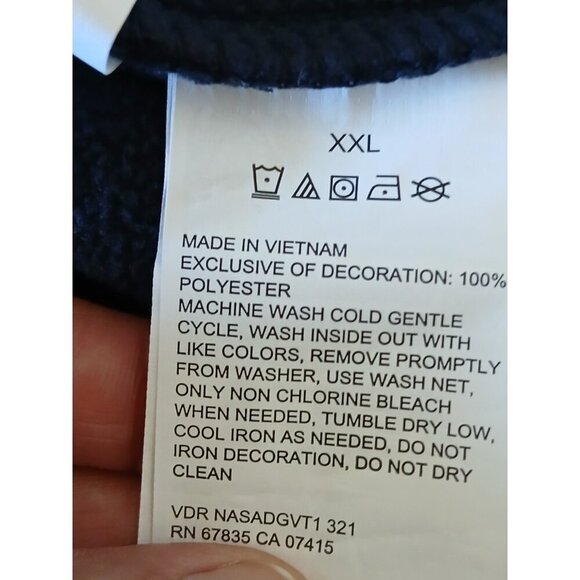 XXL
MADE IN VIETNAM
EXCLUSIVE OF DECORATION: 100%
POLYESTER
MACHINE WASH COLD GENTLE
CYCLE, WASH INSIDE OUT WITH
LIKE COLORS, REMOVE PROMPTLY
FROM WASHER, USE WASH NET,
ONLY NON CHLORINE BLEACH
WHEN NEEDED, TUMBLE DRY LOW,
COOL IRON AS NEEDED, DO NOT
IRON DECORATION, DO NOT DRY
CLEAN
VDR NASADGVT1 321
RN 67835 CA 07415